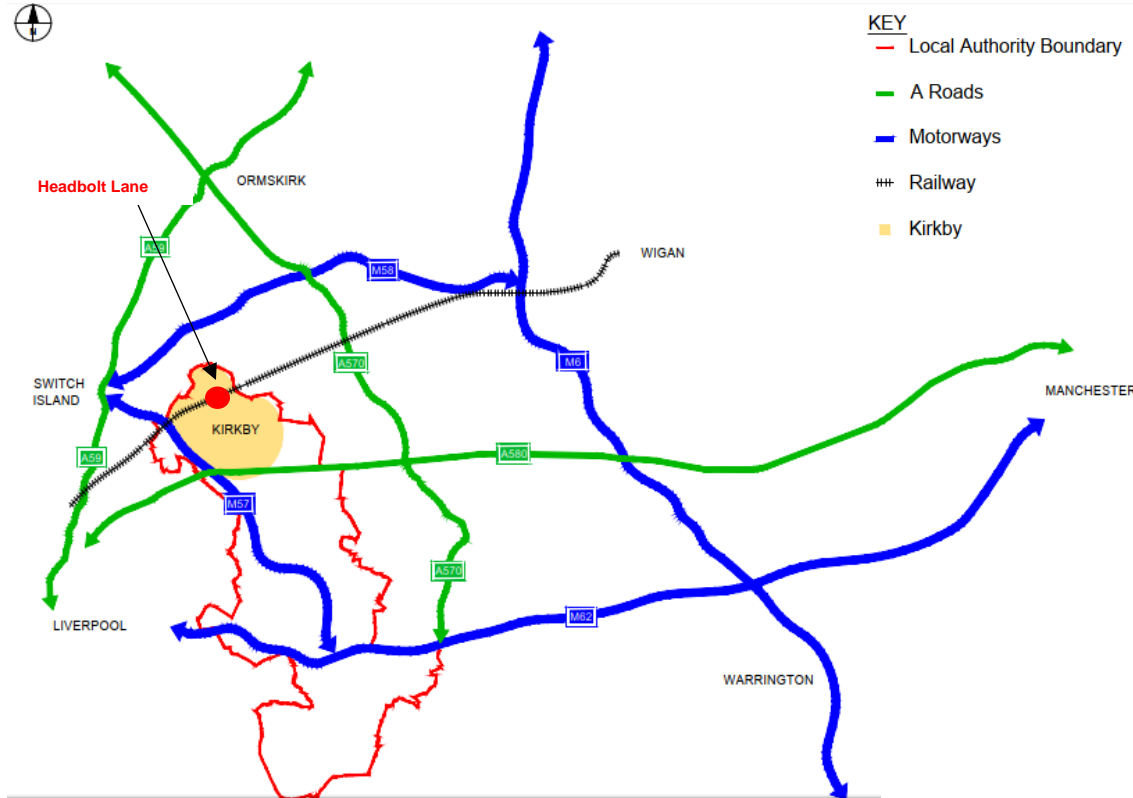 N
KEY
Local Authority Boundary
A Roads
Motorways
Railway
Kirkby
ORMSKIRK
Headbolt Lane
A59
M58
WIGAN
A570
M6
SWITCH
ISLAND
MANCHESTER
KIRKBY
A59
A580
M57
A570
M62
LIVERPOOL
WARRINGTON